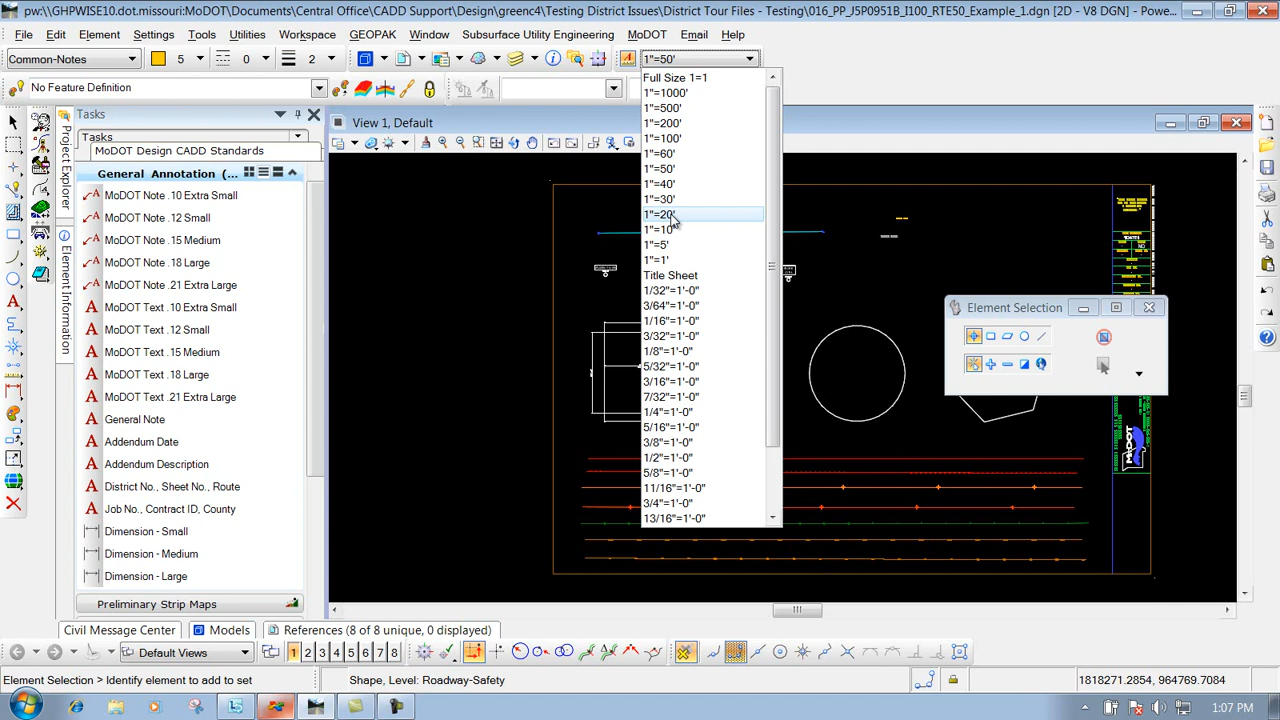 pw:\\GHPWISE10.testing.missouri:MoDOT\Documents\Central Office\CADD Support\Design\greenc4\Testing District Issues\District Tour Files - Testing\016_PP_J5P0951B_I100_RTE50_Example_1.dgn [2D - V8 DGN] - Powe...
File Edit Element Settings Tools Utilities Workspace GEOPAK Window Subsurface Utility Engineering MoDOT Email Help
Common-Notes 5 0 2 1"=50'
No Feature Definition
Full Size 1=1
1"=1000'
1"=500'
1"=200'
1"=100'
1"=60'
1"=50'
1"=40'
1"=30'
1"=20'
1"=10'
1"=5'
1"=1'
Title Sheet
1/32"=1'-0"
3/64"=1'-0"
1/16"=1'-0"
3/32"=1'-0"
1/8"=1'-0"
5/32"=1'-0"
3/16"=1'-0"
7/32"=1'-0"
1/4"=1'-0"
5/16"=1'-0"
3/8"=1'-0"
1/2"=1'-0"
5/8"=1'-0"
11/16"=1'-0"
3/4"=1'-0"
13/16"=1'-0"
Project Explorer
Element Information
Tasks
Tasks
MoDOT Design CADD Standards
General Annotation (...
MoDOT Note .10 Extra Small
MoDOT Note .12 Small
MoDOT Note .15 Medium
MoDOT Note .18 Large
MoDOT Note .21 Extra Large
MoDOT Text .10 Extra Small
MoDOT Text .12 Small
MoDOT Text .15 Medium
MoDOT Text .18 Large
MoDOT Text .21 Extra Large
General Note
Addendum Date
Addendum Description
District No., Sheet No., Route
Job No., Contract ID, County
Dimension - Small
Dimension - Medium
Dimension - Large
Preliminary Strip Maps
View 1, Default
Element Selection
MoDOT
Civil Message Center Models References (8 of 8 unique, 0 displayed)
Default Views 1 2 3 4 5 6 7 8
Element Selection > Identify element to add to set Shape, Level: Roadway-Safety 1818271.2854, 964769.7084
1:07 PM